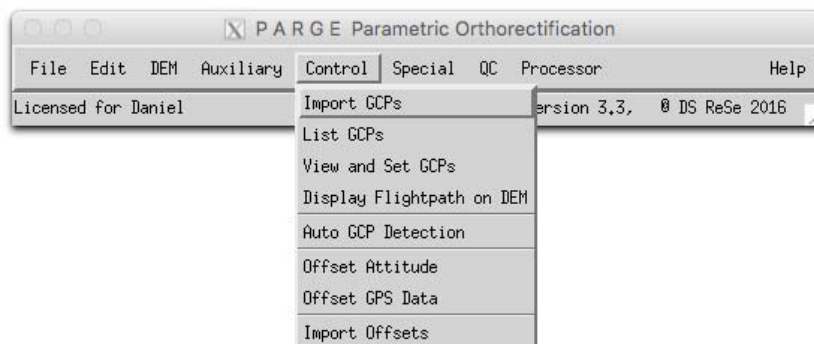 P A R G E Parametric Orthorectification
File Edit DEM Auxiliary Control Special QC Processor Help
Licensed for Daniel ersion 3.3, @ DS ReSe 2016
Import GCPs
List GCPs
View and Set GCPs
Display Flightpath on DEM
Auto GCP Detection
Offset Attitude
Offset GPS Data
Import Offsets